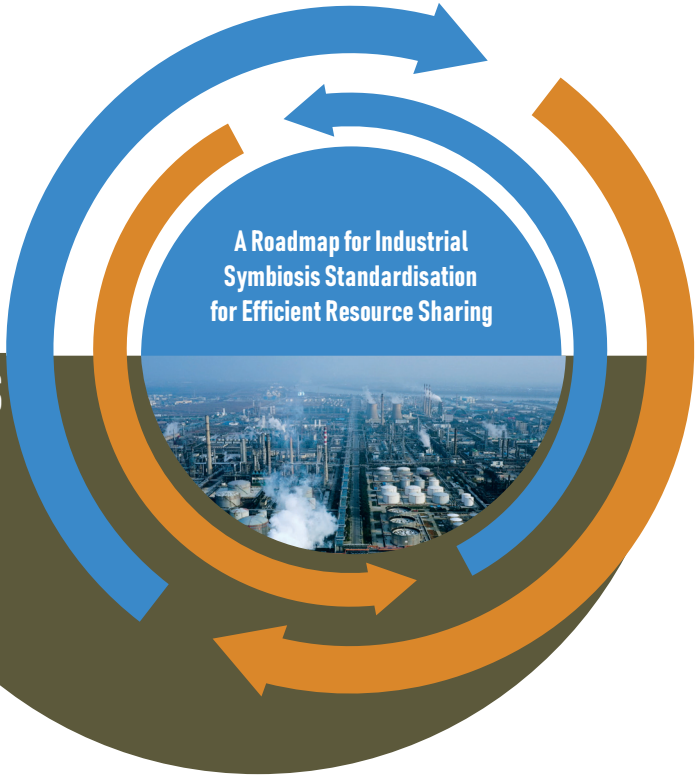 A Roadmap for Industrial
Symbiosis Standardisation
for Efficient Resource Sharing